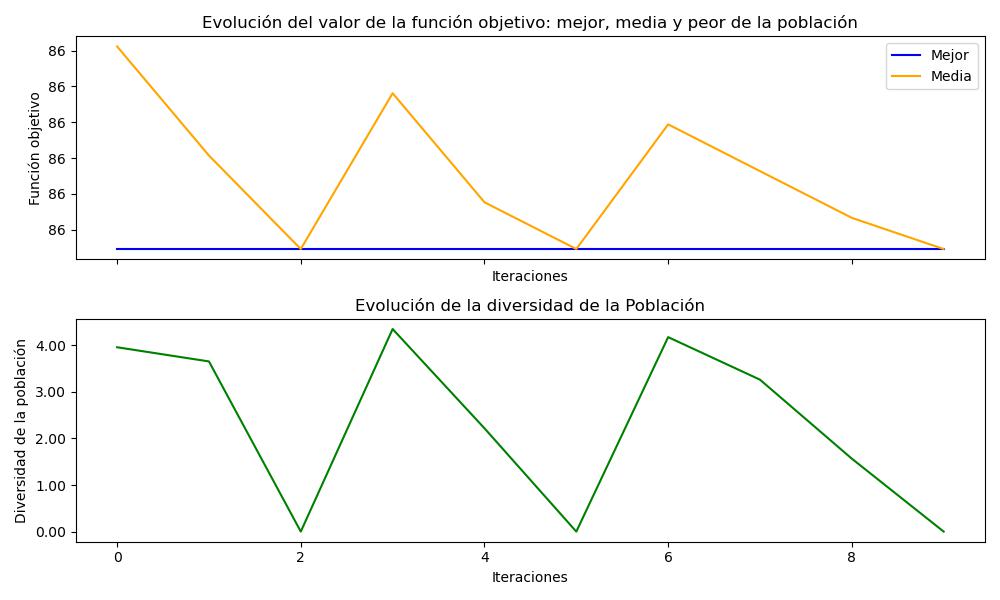 Evolución del valor de la función objetivo: mejor, media y peor de la población
86
86
86
86
86
86
Función objetivo
Mejor
Media
Iteraciones
Evolución de la diversidad de la Población
4.00
3.00
2.00
1.00
0.00
Diversidad de la población
0 2 4 6 8
Iteraciones